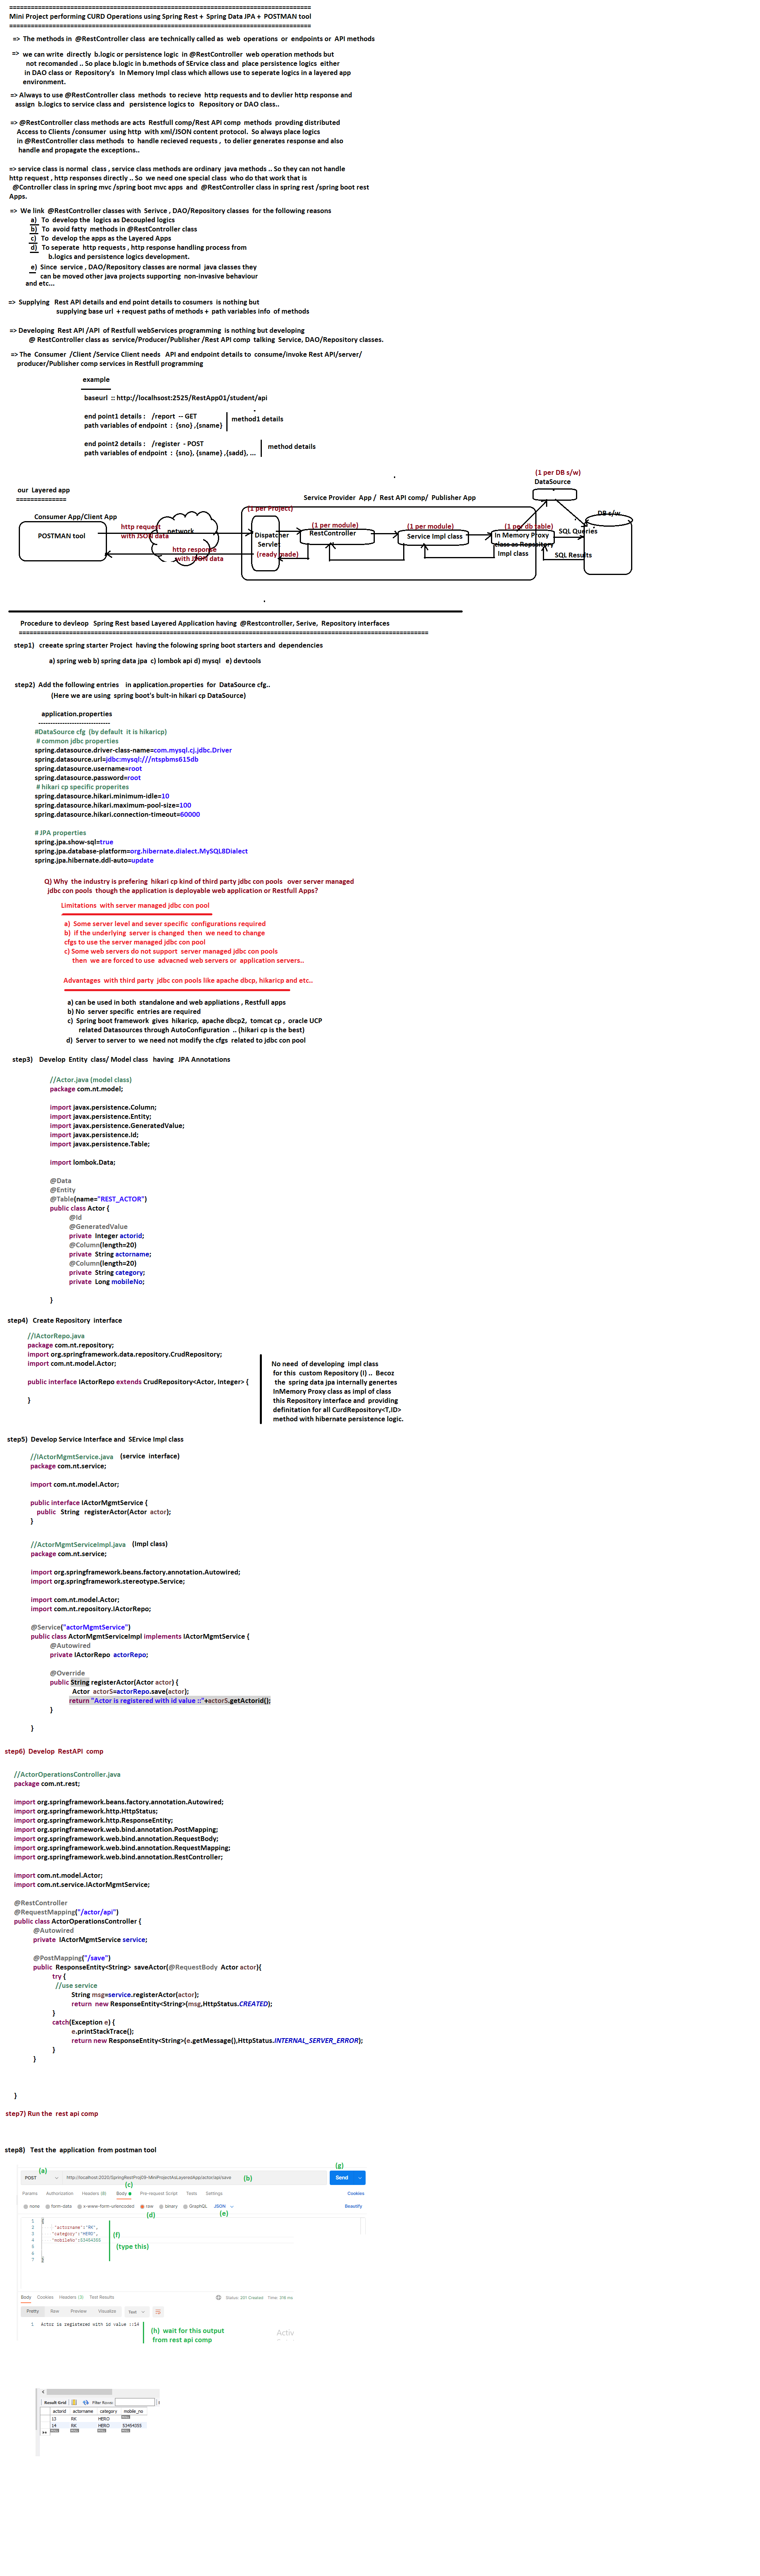 ==========================================================================
Mini Project performing CURD Operations using Spring Rest + Spring Data JPA + POSTMAN tool
==========================================================================
=> The methods in @RestController class are technically called as web operations or endpoints or API methods
=> we can write directly b.logic or persistence logic in @RestController web operation methods but
not recomanded .. So place b.logic in b.methods of SErvice class and place persistence logics either
in DAO class or Repository's In Memory Impl class which allows use to seperate logics in a layered app
environment.
=> Always to use @RestController class methods to recieve http requests and to devlier http response and
assign b.logics to service class and persistence logics to Repository or DAO class..
=> @RestController class methods are acts Restfull comp/Rest API comp methods provding distributed
Access to Clients /consumer using http with xml/JSON content protocol. So always place logics
in @RestController class methods to handle recieved requests , to delier generates response and also
handle and propagate the exceptions..
=> service class is normal class , service class methods are ordinary java methods .. So they can not handle
http request , http responses directly .. So we need one special class who do that work that is
@Controller class in spring mvc /spring boot mvc apps and @RestController class in spring rest /spring boot rest
Apps.
=> We link @RestController classes with Serivce , DAO/Repository classes for the following reasons
a) To develop the logics as Decoupled logics
b) To avoid fatty methods in @RestController class
c) To develop the apps as the Layered Apps
d) To seperate http requests , http response handling process from
b.logics and persistence logics development.
e) Since service , DAO/Repository classes are normal java classes they
can be moved other java projects supporting non-invasive behaviour
and etc...
=> Supplying Rest API details and end point details to cosumers is nothing but
supplying base url + request paths of methods + path variables info of methods
=> Developing Rest API /API of Restfull webServices programming is nothing but developing
@ RestController class as service/Producer/Publisher /Rest API comp talking Service, DAO/Repository classes.
=> The Consumer /Client /Service Client needs API and endpoint details to consume/invoke Rest API/server/
producer/Publisher comp services in Restfull programming
example
baseurl :: http://localhsost:2525/RestApp01/student/api
end point1 details : /report -- GET
path variables of endpoint : {sno} ,{sname}
method1 details
end point2 details : /register - POST
path variables of endpoint : {sno}, {sname} ,{sadd}, ...
method details
(1 per DB s/w)
DataSource
our Layered app
==============
Service Provider App / Rest API comp/ Publisher App
Consumer App/Client App
(1 per Project)
DB s/w
POSTMAN tool
http request
with JSON data
network
Dispatcher
Servlet
(ready made)
(1 per module)
RestController
(1 per module)
Service Impl class
(1 per db table)
In Memory Proxy
class as Repository
Impl class
SQL Queries
SQL Results
http response
with JSON data
Procedure to devleop Spring Rest based Layered Application having @Restcontroller, Serive, Repository interfaces
====================================================================================================
step1) creeate spring starter Project having the folowing spring boot starters and dependencies
a) spring web b) spring data jpa c) lombok api d) mysql e) devtools
step2) Add the following entries in application.properties for DataSource cfg..
(Here we are using spring boot's bult-in hikari cp DataSource)
application.properties
------------------------------
#DataSource cfg (by default it is hikaricp)
# common jdbc properties
spring.datasource.driver-class-name=com.mysql.cj.jdbc.Driver
spring.datasource.url=jdbc:mysql:///ntspbms615db
spring.datasource.username=root
spring.datasource.password=root
# hikari cp specific properites
spring.datasource.hikari.minimum-idle=10
spring.datasource.hikari.maximum-pool-size=100
spring.datasource.hikari.connection-timeout=60000
# JPA properties
spring.jpa.show-sql=true
spring.jpa.database-platform=org.hibernate.dialect.MySQL8Dialect
spring.jpa.hibernate.ddl-auto=update
Q) Why the industry is prefering hikari cp kind of third party jdbc con pools over server managed
jdbc con pools though the application is deployable web application or Restfull Apps?
Limitations with server managed jdbc con pool
a) Some server level and sever specific configurations required
b) if the underlying server is changed then we need to change
cfgs to use the server managed jdbc con pool
c) Some web servers do not support server managed jdbc con pools
then we are forced to use advacned web servers or application servers..
Advantages with third party jdbc con pools like apache dbcp, hikaricp and etc..
a) can be used in both standalone and web appliations , Restfull apps
b) No server specific entries are required
c) Spring boot framework gives hikaricp, apache dbcp2, tomcat cp , oracle UCP
related Datasources through AutoConfiguration .. (hikari cp is the best)
d) Server to server to we need not modify the cfgs related to jdbc con pool
step3) Develop Entity class/ Model class having JPA Annotations
//Actor.java (model class)
package com.nt.model;
import javax.persistence.Column;
import javax.persistence.Entity;
import javax.persistence.GeneratedValue;
import javax.persistence.Id;
import javax.persistence.Table;
import lombok.Data;
@Data
@Entity
@Table(name="REST_ACTOR")
public class Actor {
@Id
@GeneratedValue
private Integer actorid;
@Column(length=20)
private String actorname;
@Column(length=20)
private String category;
private Long mobileNo;
}
step4) Create Repository interface
//IActorRepo.java
package com.nt.repository;
import org.springframework.data.repository.CrudRepository;
import com.nt.model.Actor;
public interface IActorRepo extends CrudRepository<Actor, Integer> {
}
No need of developing impl class
for this custom Repository (I) .. Becoz
the spring data jpa internally genertes
InMemory Proxy class as impl of class
this Repository interface and providing
definitation for all CurdRepository<T,ID>
method with hibernate persistence logic.
step5) Develop Service Interface and SErvice Impl class
//IActorMgmtService.java (service interface)
package com.nt.service;
import com.nt.model.Actor;
public interface IActorMgmtService {
public String registerActor(Actor actor);
}
//ActorMgmtServiceImpl.java (Impl class)
package com.nt.service;
import org.springframework.beans.factory.annotation.Autowired;
import org.springframework.stereotype.Service;
import com.nt.model.Actor;
import com.nt.repository.IActorRepo;
@Service("actorMgmtService")
public class ActorMgmtServiceImpl implements IActorMgmtService {
@Autowired
private IActorRepo actorRepo;
@Override
public String registerActor(Actor actor) {
Actor actorS=actorRepo.save(actor);
return "Actor is registered with id value ::"+actorS.getActorid();
}
}
step6) Develop RestAPI comp
//ActorOperationsController.java
package com.nt.rest;
import org.springframework.beans.factory.annotation.Autowired;
import org.springframework.http.HttpStatus;
import org.springframework.http.ResponseEntity;
import org.springframework.web.bind.annotation.PostMapping;
import org.springframework.web.bind.annotation.RequestBody;
import org.springframework.web.bind.annotation.RequestMapping;
import org.springframework.web.bind.annotation.RestController;
import com.nt.model.Actor;
import com.nt.service.IActorMgmtService;
@RestController
@RequestMapping("/actor/api")
public class ActorOperationsController {
@Autowired
private IActorMgmtService service;
@PostMapping("/save")
public ResponseEntity<String> saveActor(@RequestBody Actor actor){
try {
//use service
String msg=service.registerActor(actor);
return new ResponseEntity<String>(msg,HttpStatus.CREATED);
}
catch(Exception e) {
e.printStackTrace();
return new ResponseEntity<String>(e.getMessage(),HttpStatus.INTERNAL_SERVER_ERROR);
}
}
}
step7) Run the rest api comp
step8) Test the application from postman tool
(a)
(g)
POST http://localhost:2020/SpringRestProj09-MiniProjectAsLayeredApp/actor/api/save (b) Send
(c)
Params Authorization Headers (8) Body Pre-request Script Tests Settings Cookies
none form-data x-www-form-urlencoded raw binary GraphQL JSON Beautify
(d) (e)
1 {
2 "actorname":"RK",
3 "category":"HERO",
4 "mobileNo":53454355
5
6
7 }
(f)
(type this)
Body Cookies Headers (5) Test Results Status: 201 Created Time: 318 ms
Pretty Raw Preview Visualize Text
1 Actor is registered with id value ::14
(h) wait for this output
from rest api comp
Activ
Result Grid Filter Rows:
actorid actorname category mobile_no
13 RK HERO NULL
14 RK HERO 53454355
NULL NULL NULL NULL